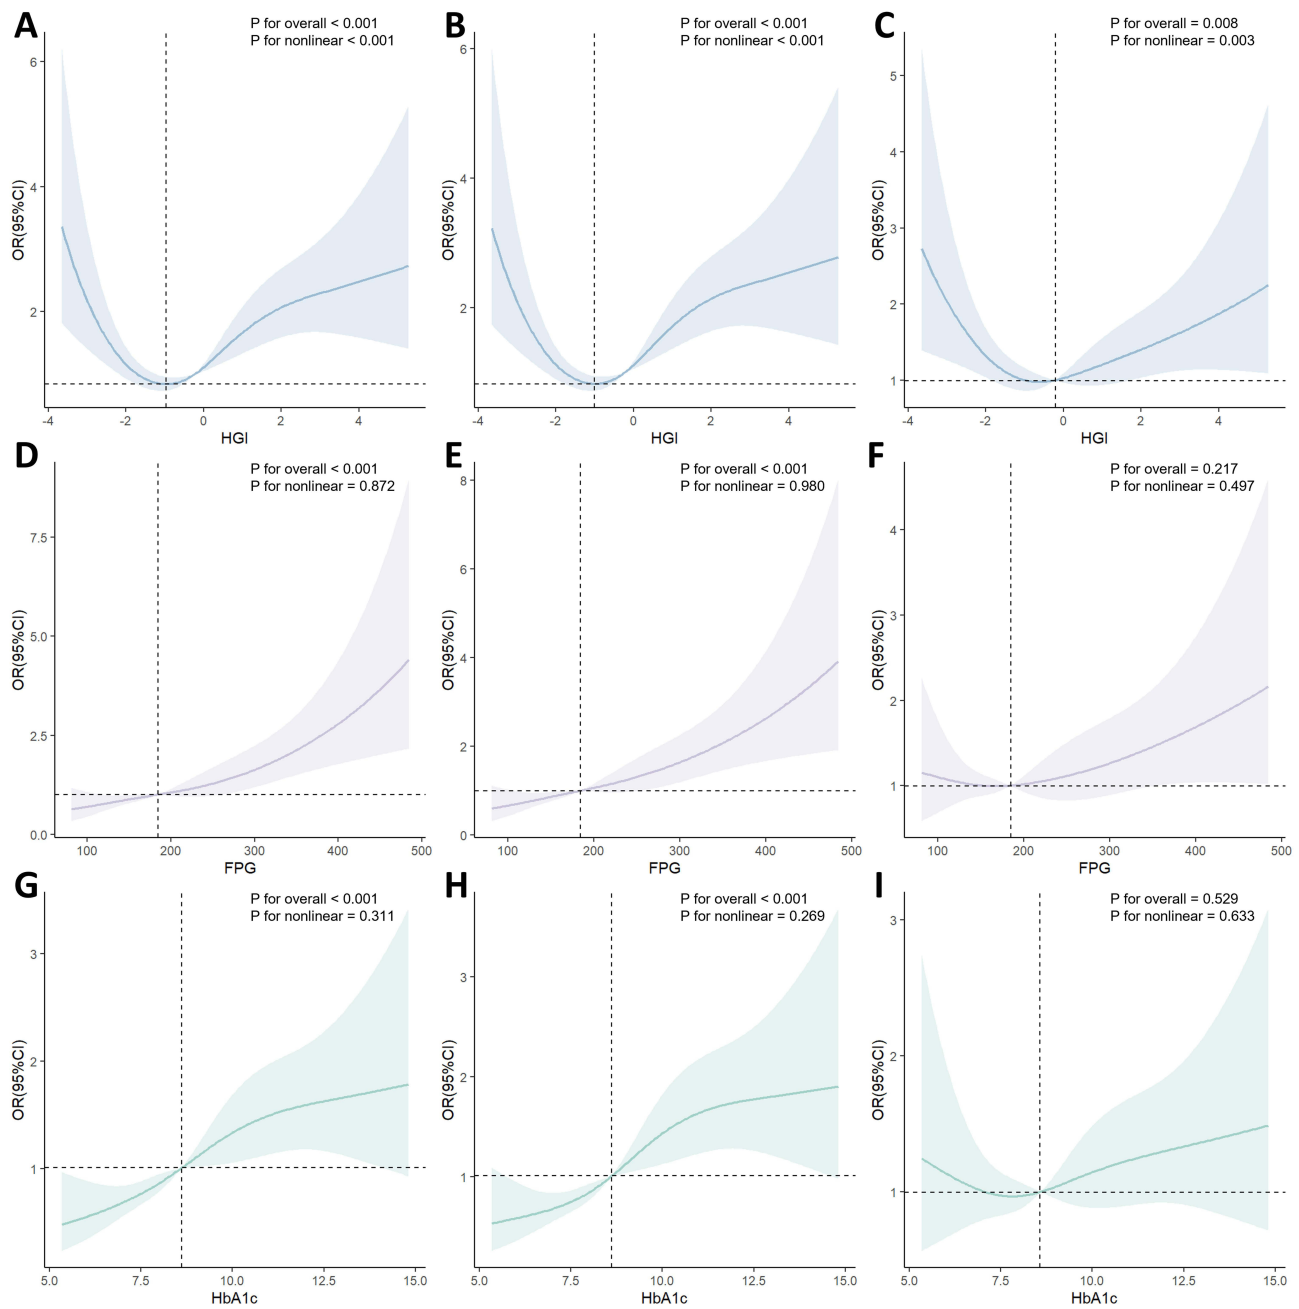 A
P for overall < 0.001
P for nonlinear < 0.001
OR(95%CI)
6
4
2
-4 -2 0 2 4
HGI
B
P for overall < 0.001
P for nonlinear < 0.001
OR(95%CI)
6
4
2
-4 -2 0 2 4
HGI
C
P for overall = 0.008
P for nonlinear = 0.003
OR(95%CI)
5
4
3
2
1
-4 -2 0 2 4
HGI
D
P for overall < 0.001
P for nonlinear = 0.872
OR(95%CI)
7.5
5.0
2.5
0.0
100 200 300 400 500
FPG
E
P for overall < 0.001
P for nonlinear = 0.980
OR(95%CI)
8
6
4
2
0
100 200 300 400 500
FPG
F
P for overall = 0.217
P for nonlinear = 0.497
OR(95%CI)
4
3
2
1
100 200 300 400 500
FPG
G
P for overall < 0.001
P for nonlinear = 0.311
OR(95%CI)
3
2
1
5.0 7.5 10.0 12.5 15.0
HbA1c
H
P for overall < 0.001
P for nonlinear = 0.269
OR(95%CI)
3
2
1
5.0 7.5 10.0 12.5 15.0
HbA1c
I
P for overall = 0.529
P for nonlinear = 0.633
OR(95%CI)
3
2
1
5.0 7.5 10.0 12.5 15.0
HbA1c